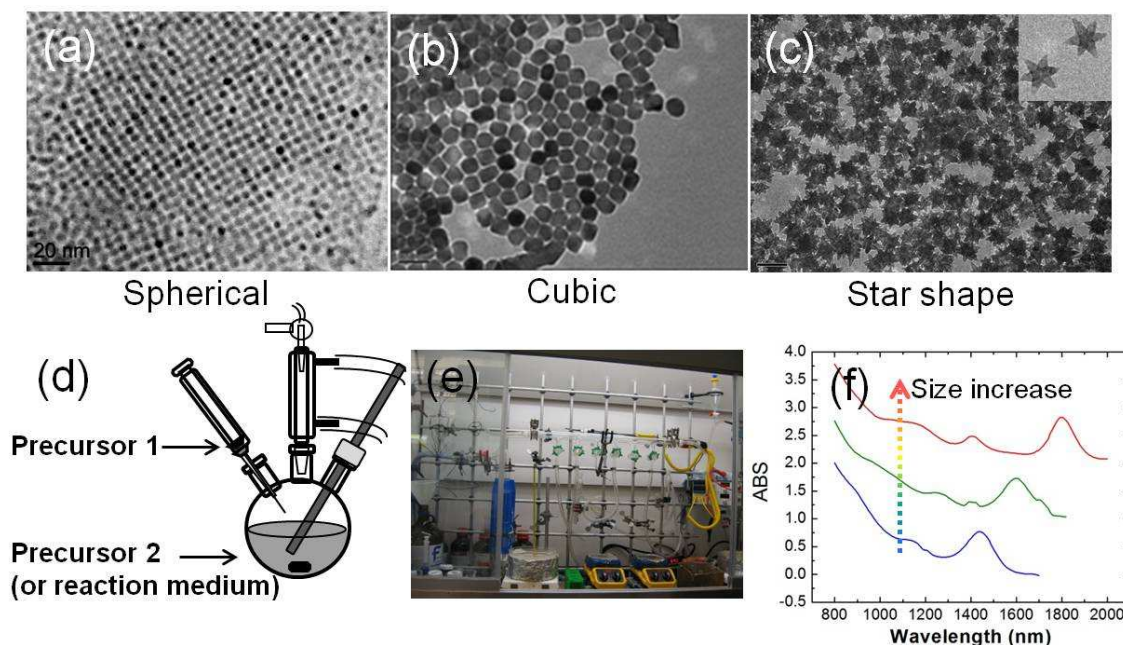 (a)
(b)
(c)
20 nm
Spherical
Cubic
Star shape
(d)
Precursor 1
Precursor 2
(or reaction medium)
(e)
(f)
Size increase
ABS
4.0
3.5
3.0
2.5
2.0
1.5
1.0
0.5
0.0
-0.5
800 1000 1200 1400 1600 1800 2000
Wavelength (nm)